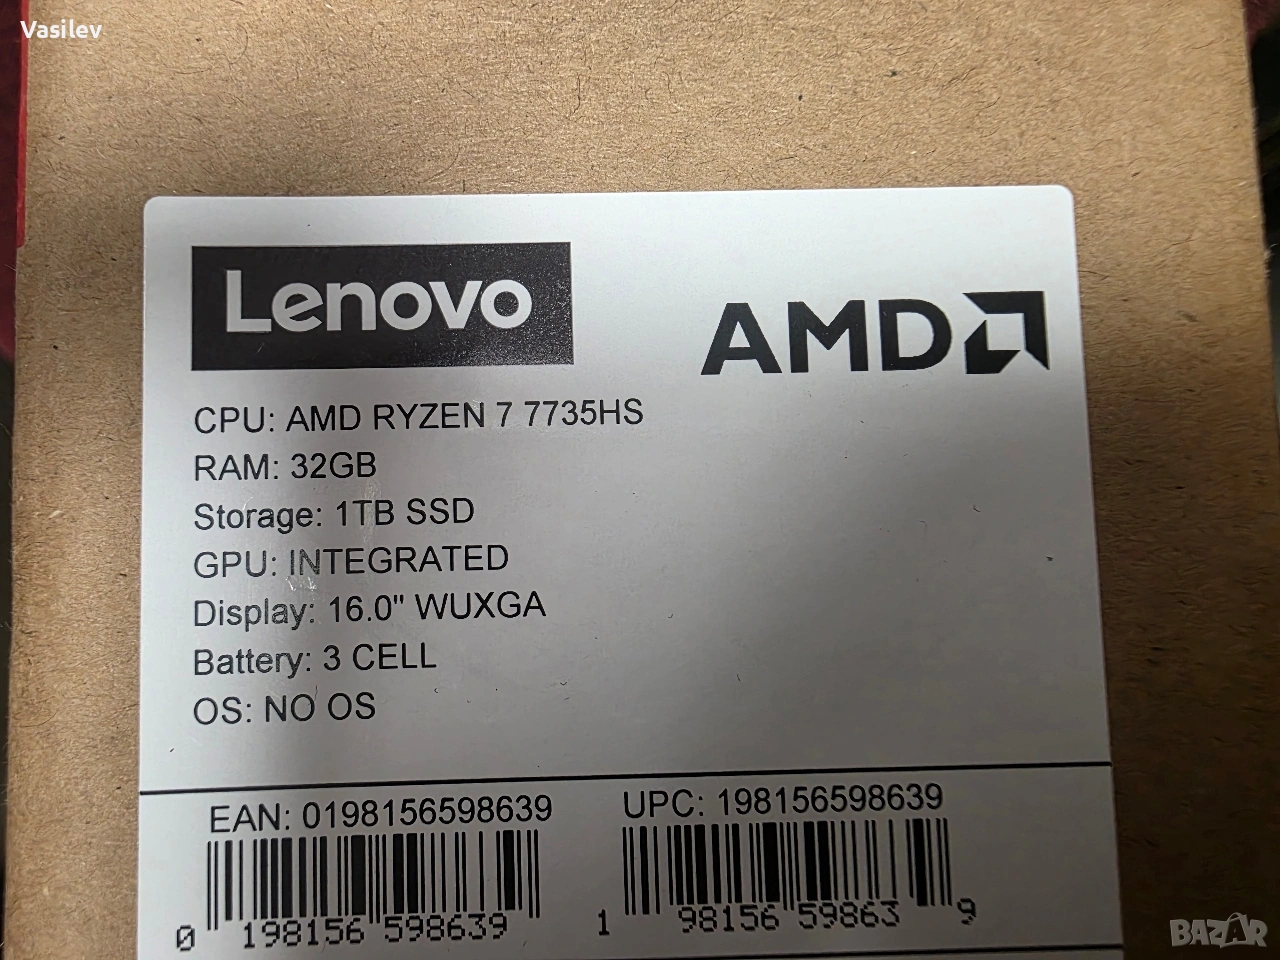 Vasilev
Lenovo
AMD
CPU: AMD RYZEN 7 7735HS
RAM: 32GB
Storage: 1TB SSD
GPU: INTEGRATED
Display: 16.0" WUXGA
Battery: 3 CELL
OS: NO OS
EAN: 0198156598639
UPC: 198156598639
0 198156 598639
1 98156 59863 9
BAZAR